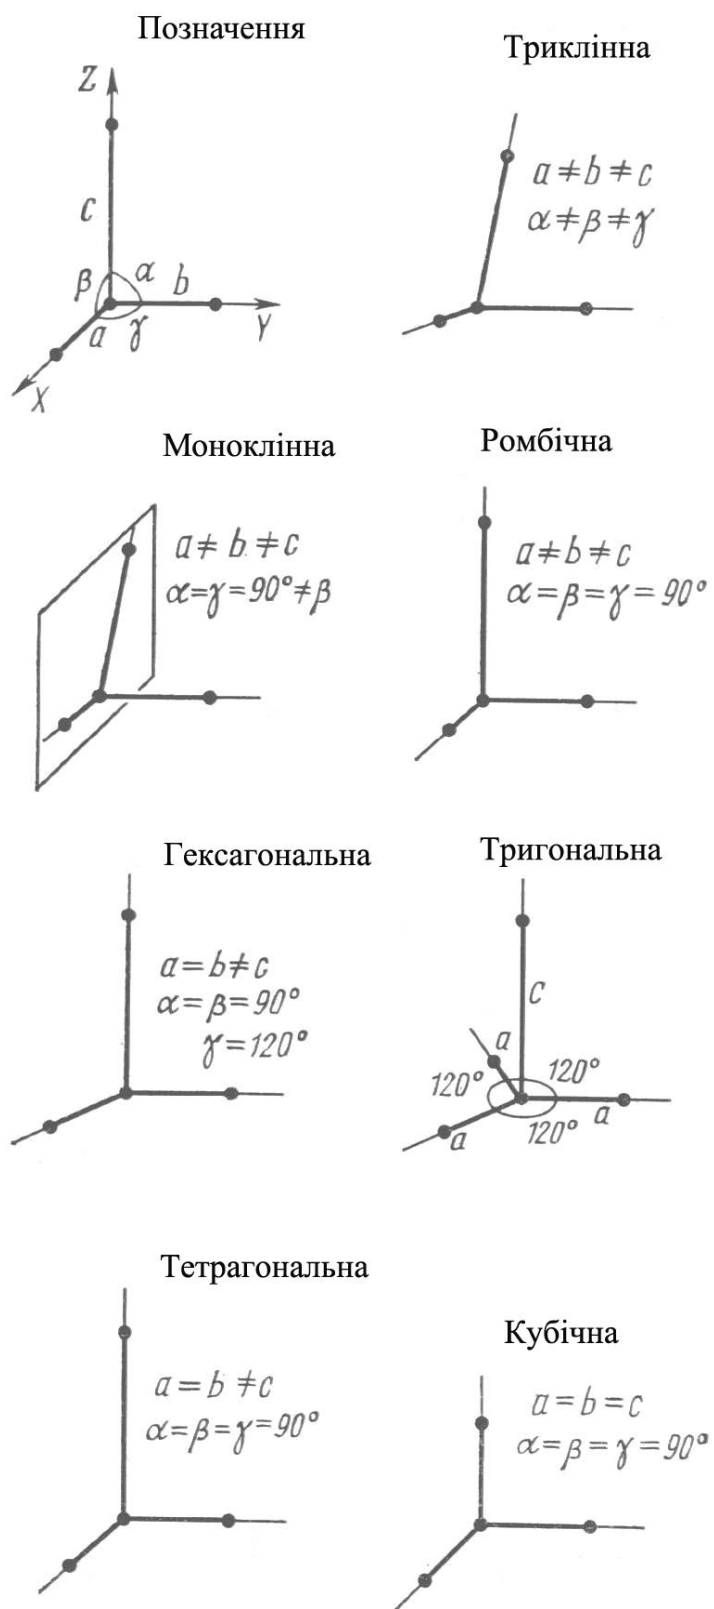 Позначення
Z
c
β
α
b
a
γ
Y
X
Триклінна
a≠b≠c
α≠β≠γ
Моноклінна
a≠b≠c
α=γ=90°≠β
Ромбічна
a≠b≠c
α=β=γ=90°
Гексагональна
a=b≠c
α=β=90°
γ=120°
Тригональна
c
a
120°
120°
a
120°
a
Тетрагональна
a=b≠c
α=β=γ=90°
Кубічна
a=b=c
α=β=γ=90°